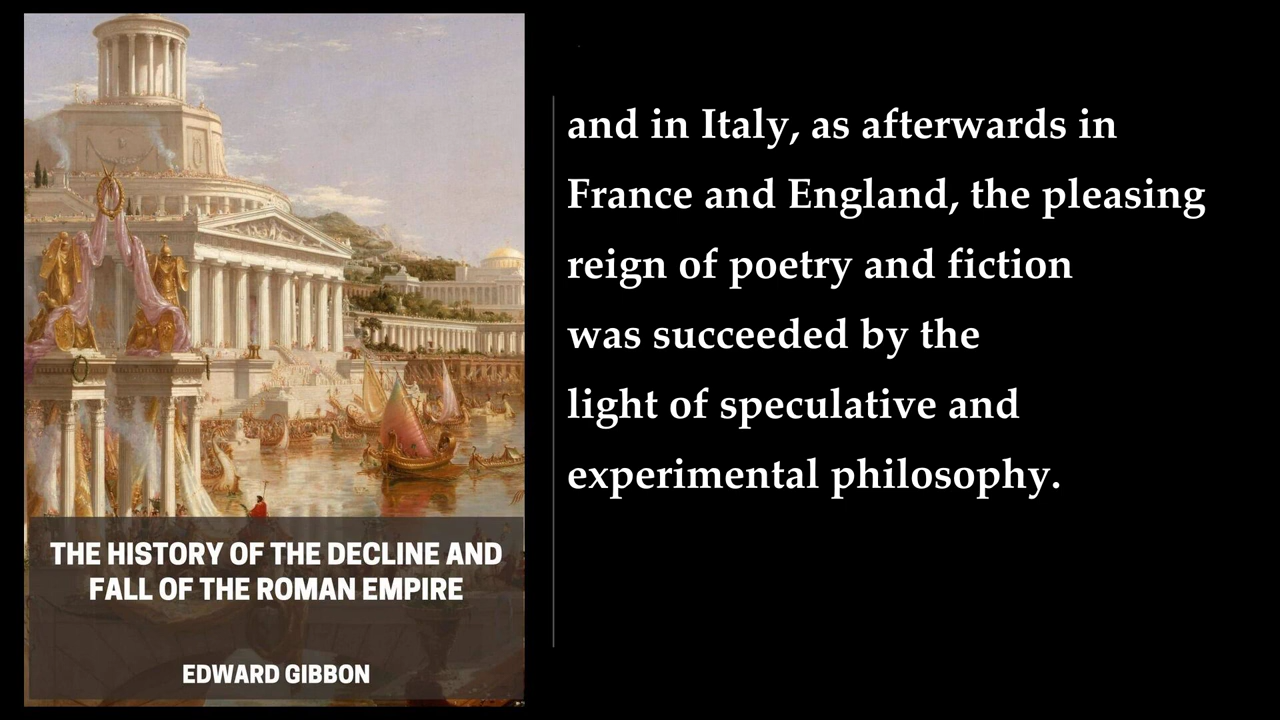 THE HISTORY OF THE DECLINE AND
FALL OF THE ROMAN EMPIRE
EDWARD GIBBON
and in Italy, as afterwards in
France and England, the pleasing
reign of poetry and fiction
was succeeded by the
light of speculative and
experimental philosophy.